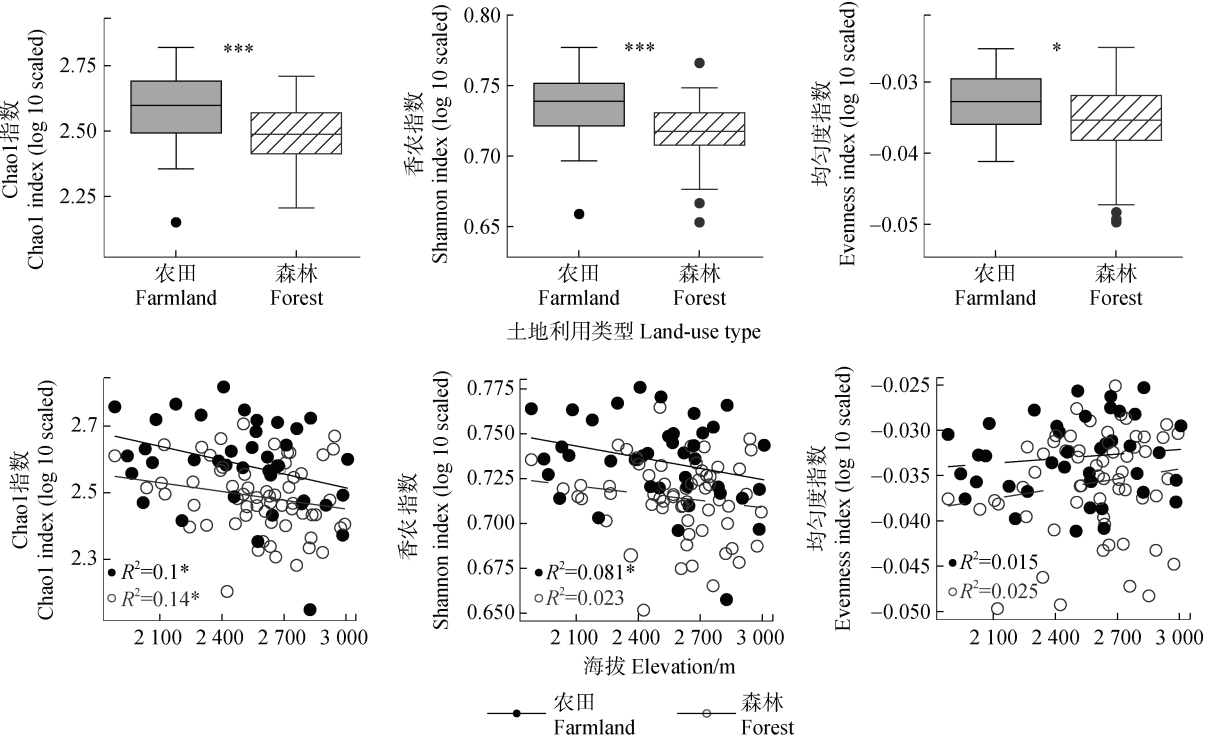 Chao1指数
Chao1 index (log 10 scaled)
2.75
2.50
2.25
***
农田
Farmland
森林
Forest
香农指数
Shannon index (log 10 scaled)
0.80
0.75
0.70
0.65
***
农田
Farmland
森林
Forest
均匀度指数
Evenness index (log 10 scaled)
−0.03
−0.04
−0.05
*
农田
Farmland
森林
Forest
土地利用类型 Land-use type
Chao1指数
Chao1 index (log 10 scaled)
2.7
2.5
2.3
R²=0.1*
R²=0.14*
2 100 2 400 2 700 3 000
香农指数
Shannon index (log 10 scaled)
0.775
0.750
0.725
0.700
0.675
0.650
R²=0.081*
R²=0.023
2 100 2 400 2 700 3 000
均匀度指数
Evenness index (log 10 scaled)
−0.025
−0.030
−0.035
−0.040
−0.045
−0.050
R²=0.015
R²=0.025
2 100 2 400 2 700 3 000
海拔 Elevation/m
农田
Farmland
森林
Forest